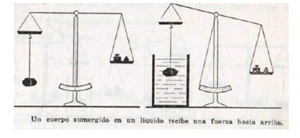 Un cuerpo sumergido en un líquido recibe una fuerza hacia arriba.